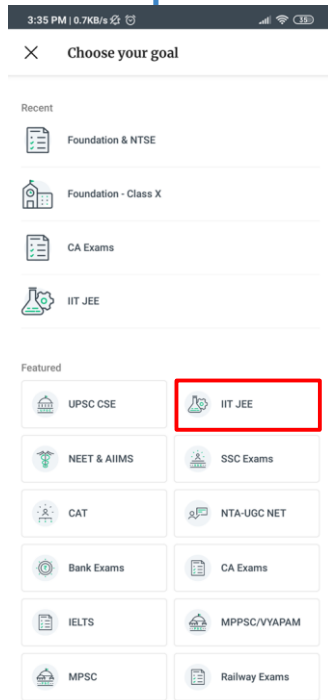 3:35 PM | 0.7KB/s
35
Choose your goal
Recent
Foundation & NTSE
Foundation - Class X
CA Exams
IIT JEE
Featured
UPSC CSE
IIT JEE
NEET & AIIMS
SSC Exams
CAT
NTA-UGC NET
Bank Exams
CA Exams
IELTS
MPPSC/VYAPAM
MPSC
Railway Exams